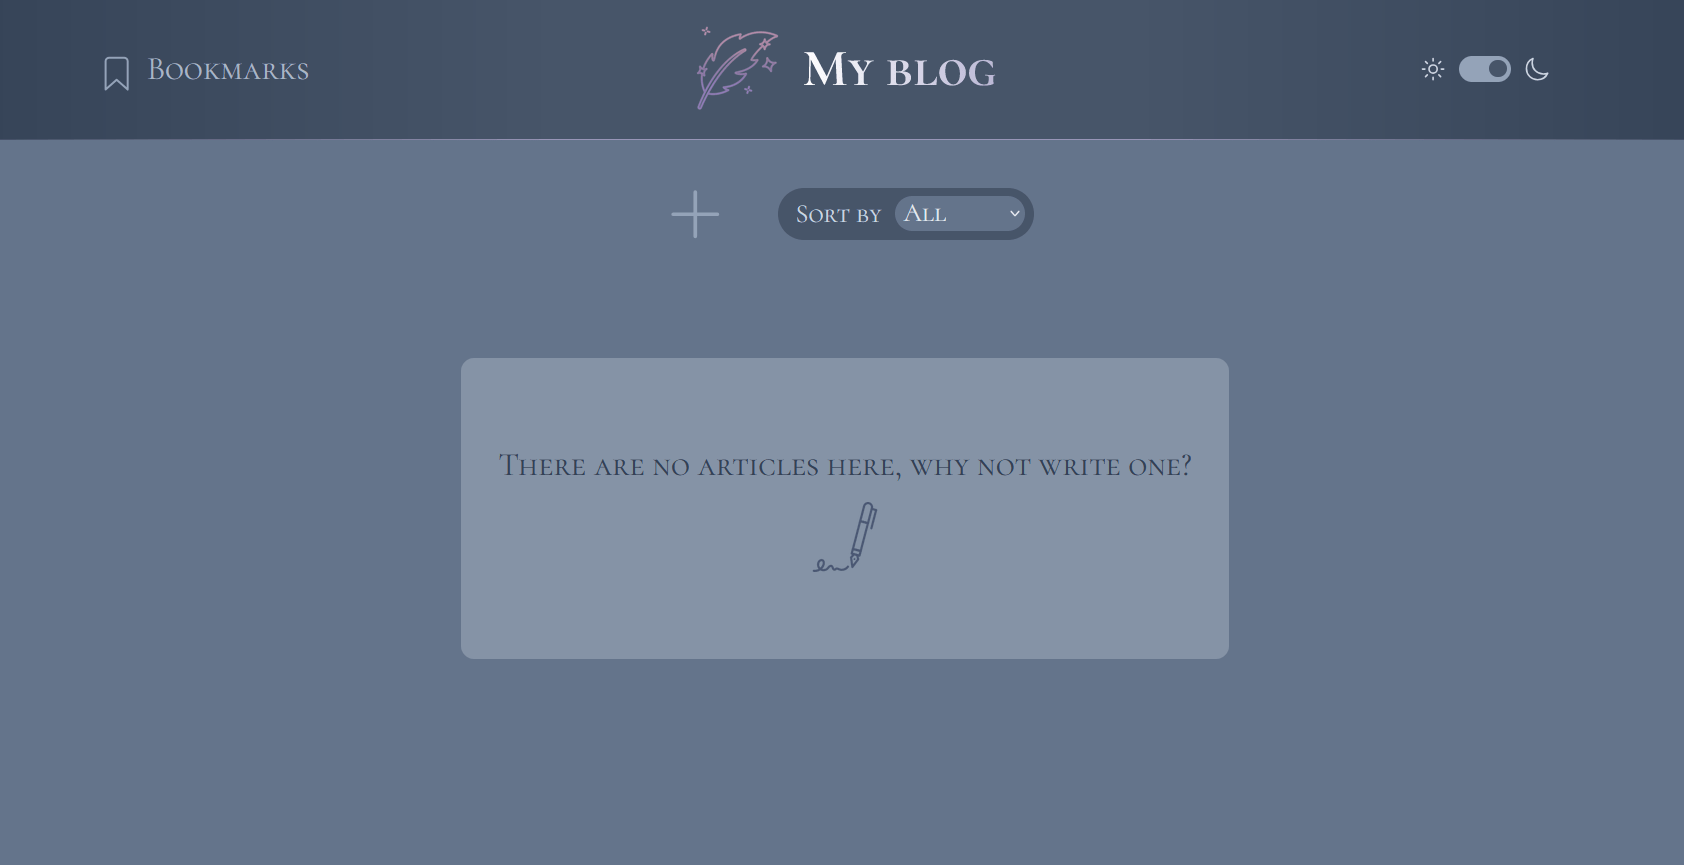 Bookmarks
My blog
Sort by All
There are no articles here, why not write one?